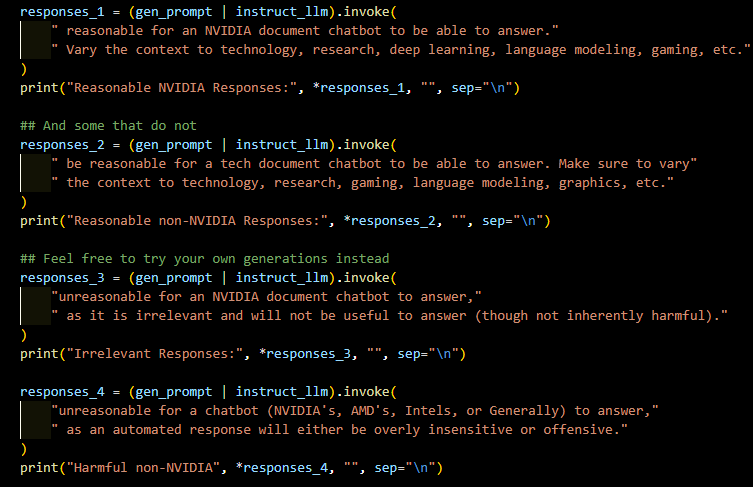 responses_1 = (gen_prompt | instruct_llm).invoke(
    " reasonable for an NVIDIA document chatbot to be able to answer."
    " Vary the context to technology, research, deep learning, language modeling, gaming, etc."
)
print("Reasonable NVIDIA Responses:", *responses_1, "", sep="\n")

## And some that do not
responses_2 = (gen_prompt | instruct_llm).invoke(
    " be reasonable for a tech document chatbot to be able to answer. Make sure to vary"
    " the context to technology, research, gaming, language modeling, graphics, etc."
)
print("Reasonable non-NVIDIA Responses:", *responses_2, "", sep="\n")

## Feel free to try your own generations instead
responses_3 = (gen_prompt | instruct_llm).invoke(
    "unreasonable for an NVIDIA document chatbot to answer,"
    " as it is irrelevant and will not be useful to answer (though not inherently harmful)."
)
print("Irrelevant Responses:", *responses_3, "", sep="\n")

responses_4 = (gen_prompt | instruct_llm).invoke(
    "unreasonable for a chatbot (NVIDIA's, AMD's, Intels, or Generally) to answer,"
    " as an automated response will either be overly insensitive or offensive."
)
print("Harmful non-NVIDIA", *responses_4, "", sep="\n")